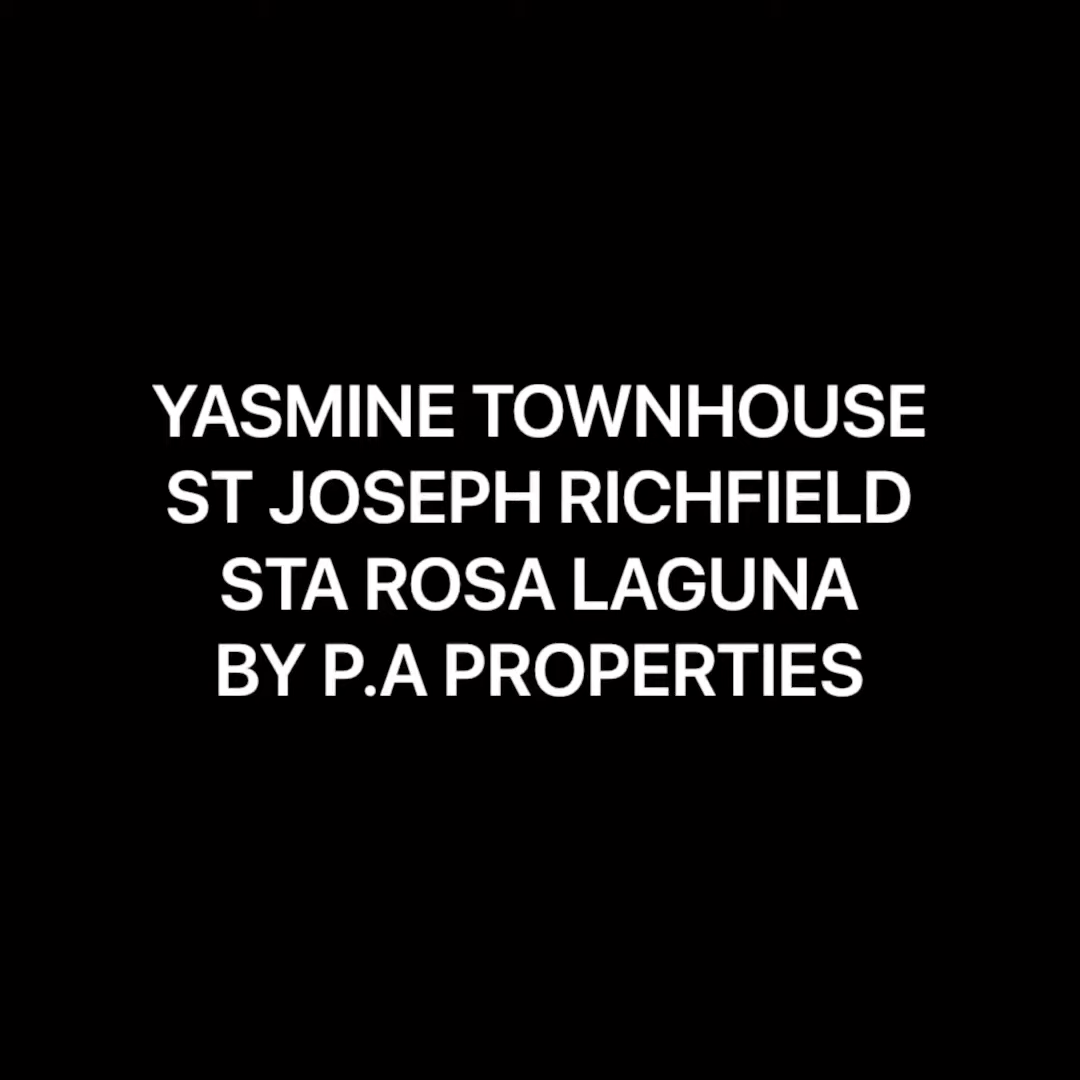 YASMINE TOWNHOUSE
ST JOSEPH RICHFIELD
STA ROSA LAGUNA
BY P.A PROPERTIES